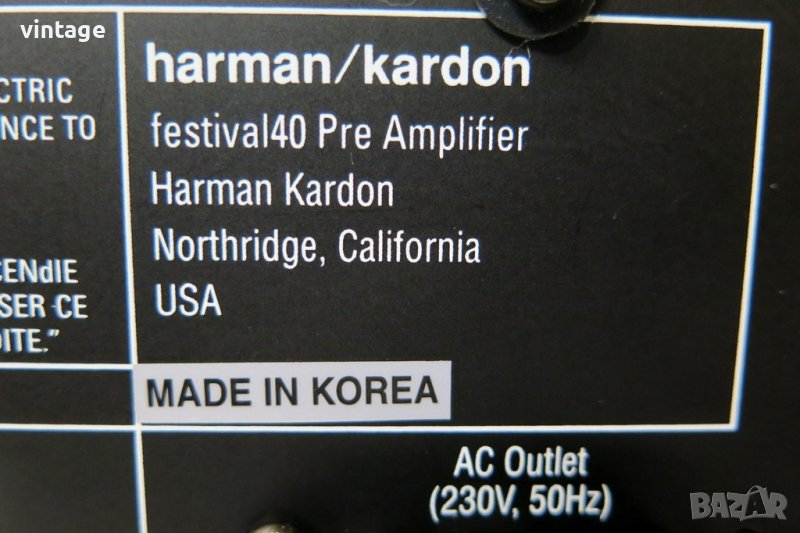 vintage
CTRIC
NCE TO
CENdIE
SER CE
DITE."
harman/kardon
festival40 Pre Amplifier
Harman Kardon
Northridge, California
USA
MADE IN KOREA
AC Outlet
(230V, 50Hz)
BAZAR